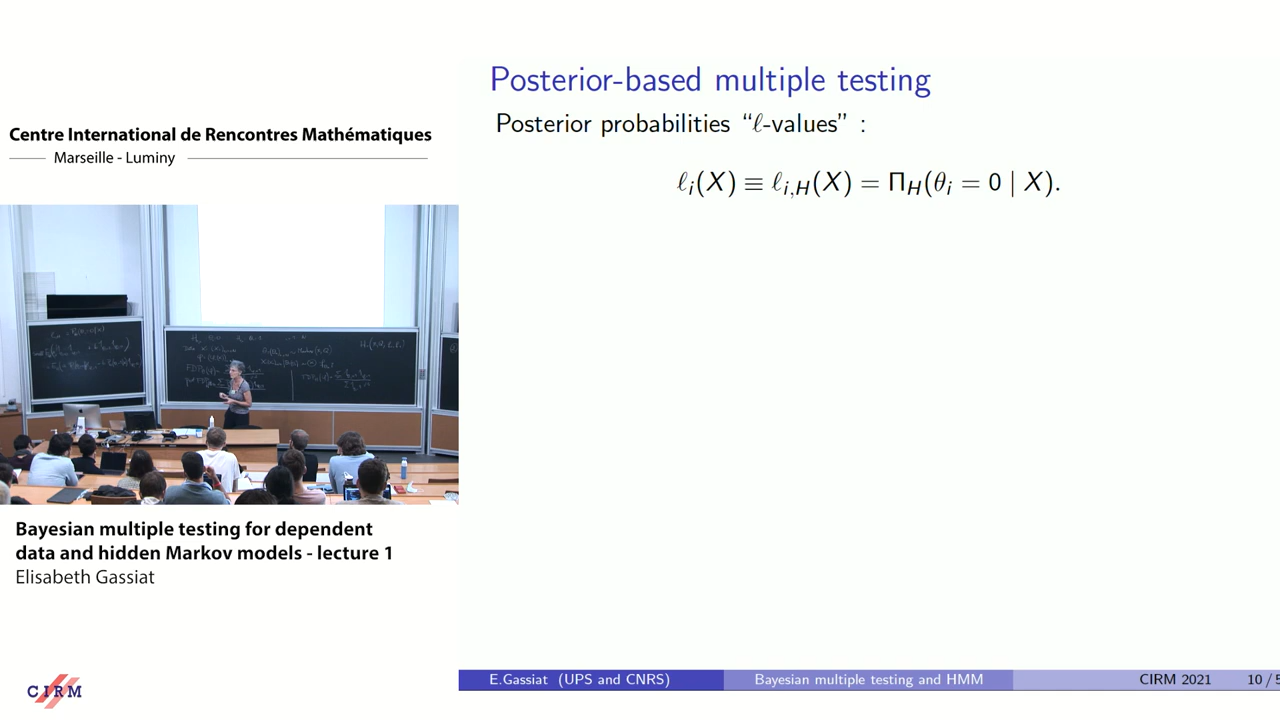 Centre International de Rencontres Mathématiques
Marseille - Luminy
Bayesian multiple testing for dependent
data and hidden Markov models - lecture 1
Elisabeth Gassiat
CIRM
Posterior-based multiple testing
Posterior probabilities “ℓ-values” :
ℓ_i(X) ≡ ℓ_{i,H}(X) = Π_H(θ_i = 0 | X).
E.Gassiat (UPS and CNRS) Bayesian multiple testing and HMM CIRM 2021 10 / 5